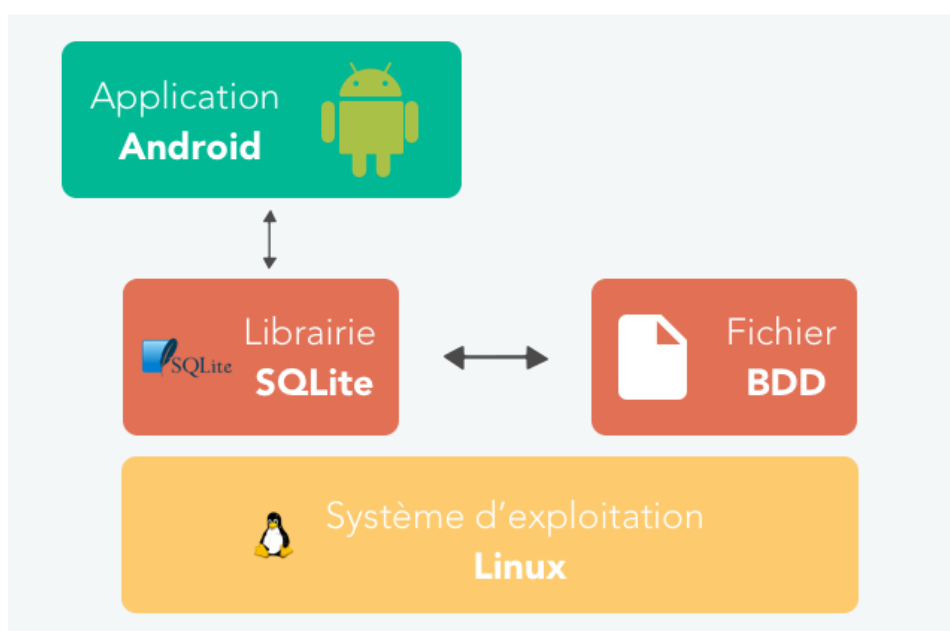 Application
Android
Librairie
SQLite
SQLite
Fichier
BDD
Système d'exploitation
Linux